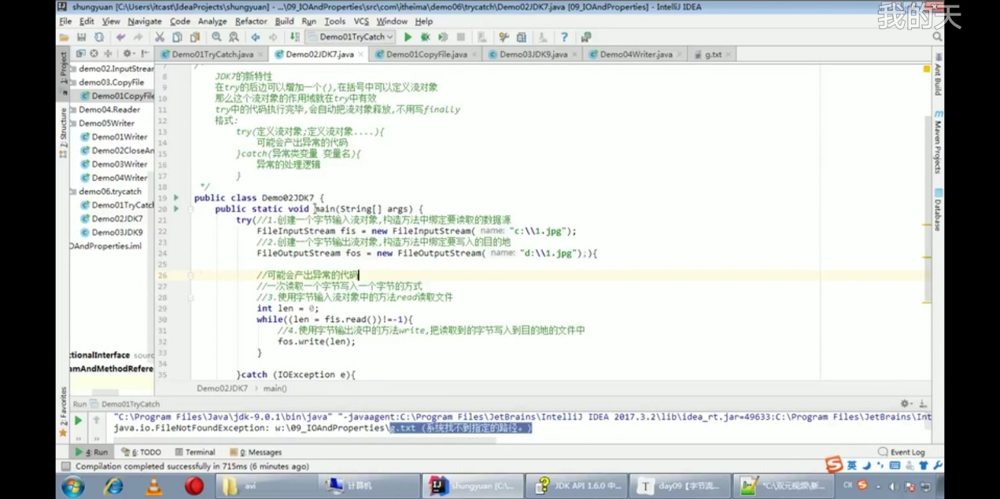 我的天
shungyuan [C:\Users\itcast\IdeaProjects\shungyuan] - ...\09_IOAndProperties\src\com\itheima\demo06\trycatch\Demo02JDK7.java [09_IOAndProperties] - IntelliJ IDEA
File Edit View Navigate Code Analyze Refactor Build Run Tools VCS Window Help
Demo01TryCatch
Demo01TryCatch.java Demo02JDK7.java Demo01CopyFile.java Demo03JDK9.java Demo04Writer.java g.txt
1: Project
Z: Structure
2: Favorites
Ant Build
Maven Projects
Database
demo02.InputStrear
demo03.CopyFile
Demo01CopyFile
Demo04.Reader
Demo05Writer
Demo01Writer
Demo02CloseAn
Demo03Writer
Demo04Writer
demo06.trycatch
Demo01TryCatc
Demo02JDK7
Demo03JDK9
OAndProperties.iml
ctionalInterface sourc
amAndMethodRefere
7 /*
8 JDK7的新特性
9 在try的后边可以增加一个(),在括号中可以定义流对象
10 那么这个流对象的作用域就在try中有效
11 try中的代码执行完毕,会自动把流对象释放,不用写finally
12 格式:
13 try(定义流对象;定义流对象....){
14 可能会产出异常的代码
15 }catch(异常类变量 变量名){
16 异常的处理逻辑
17 }
18 */
19 public class Demo02JDK7 {
20 public static void main(String[] args) {
21 try(//1.创建一个字节输入流对象,构造方法中绑定要读取的数据源
22 FileInputStream fis = new FileInputStream( name: "c:\\1.jpg");
23 //2.创建一个字节输出流对象,构造方法中绑定要写入的目的地
24 FileOutputStream fos = new FileOutputStream( name: "d:\\1.jpg");){
25
26 //可能会产出异常的代码
27 //一次读取一个字节写入一个字节的方式
28 //3.使用字节输入流对象中的方法read读取文件
29 int len = 0;
30 while((len = fis.read())!=-1){
31 //4.使用字节输出流中的方法write,把读取到的字节写入到目的地的文件中
32 fos.write(len);
33 }
34
35 }catch (IOException e){
Demo02JDK7 > main()
Run Demo01TryCatch
"C:\Program Files\Java\jdk-9.0.1\bin\java" "-javaagent:C:\Program Files\JetBrains\IntelliJ IDEA 2017.3.2\lib\idea_rt.jar=49633:C:\Program Files\JetBrains\Int
java.io.FileNotFoundException: w:\09_IOAndProperties\g.txt (系统找不到指定的路径。)
4: Run 6: TODO Terminal 0: Messages Event Log
Compilation completed successfully in 715ms (6 minutes ago)
英
avi 计算机 shungyuan [C:\... JDK API 1.6.0 中... day09【字节流... *C:\双元视频\新... CH